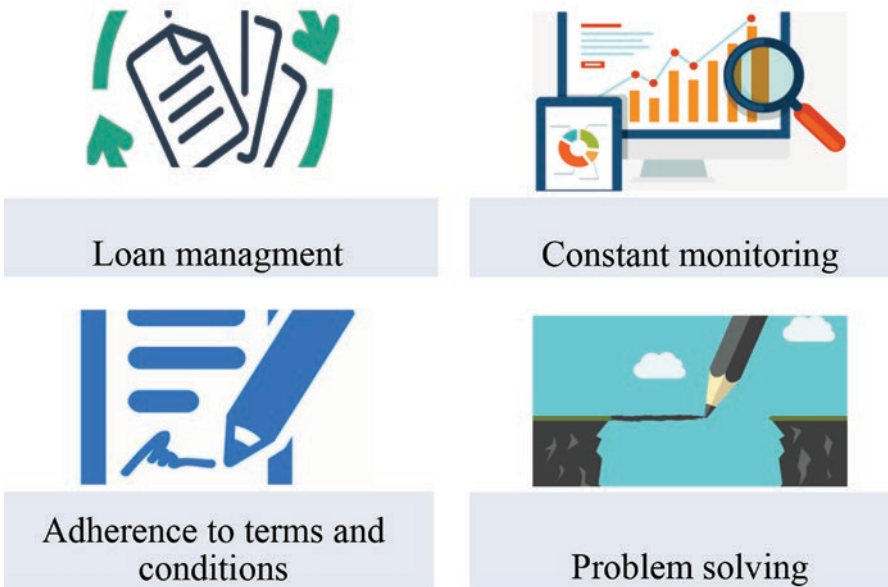 Loan managment
Constant monitoring
Adherence to terms and
conditions
Problem solving